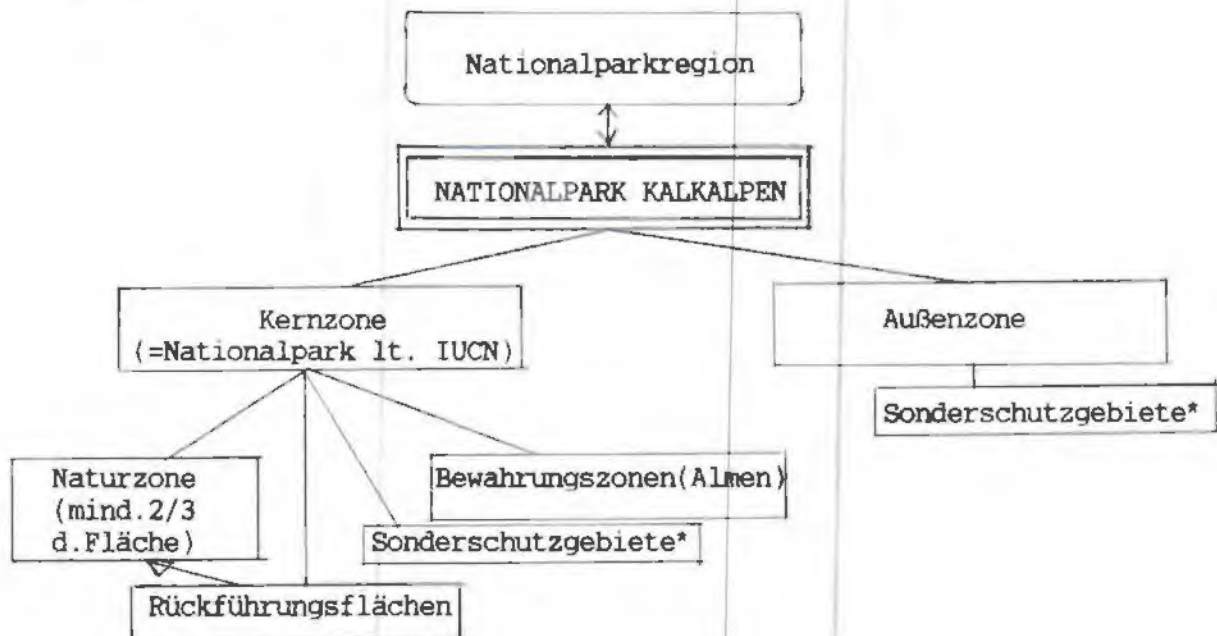 Nationalparkregion
NATIONALPARK KALKALPEN
Kernzone
(=Nationalpark lt. IUCN)
Außenzone
Sonderschutzgebiete*
Naturzone
(mind.2/3
d.Fläche)
Bewahrungszonen(Almen)
Sonderschutzgebiete*
Rückführungsflächen